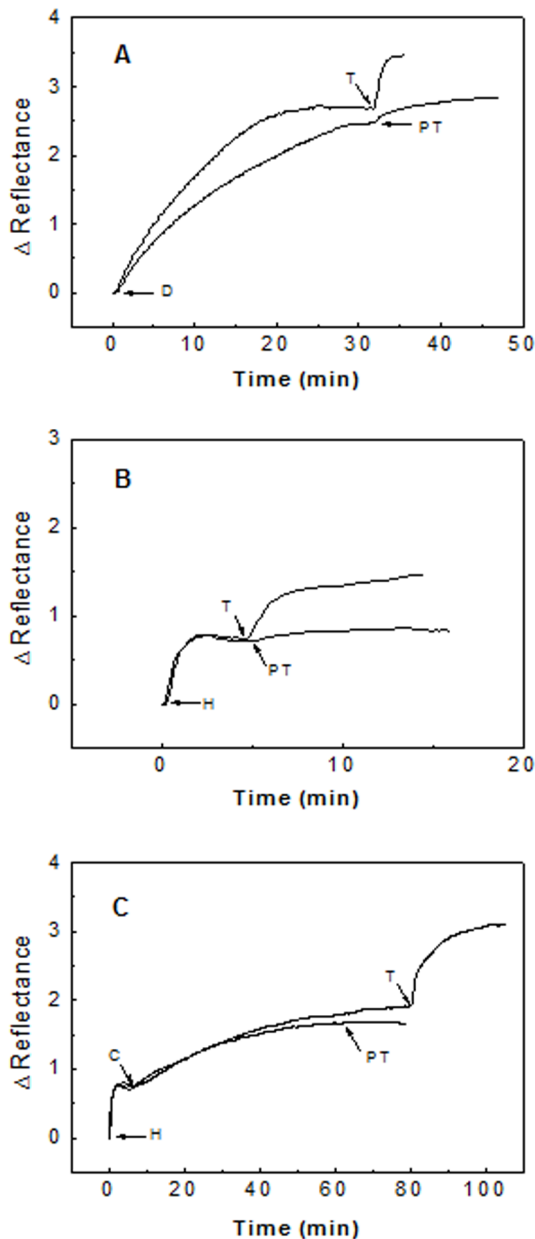 A
4
3
2
1
0
Δ Reflectance
T
PT
D
0 10 20 30 40 50
Time (min)
B
3
2
1
0
Δ Reflectance
T
PT
H
0 10 20
Time (min)
C
4
3
2
1
0
Δ Reflectance
T
C
PT
H
0 20 40 60 80 100
Time (min)